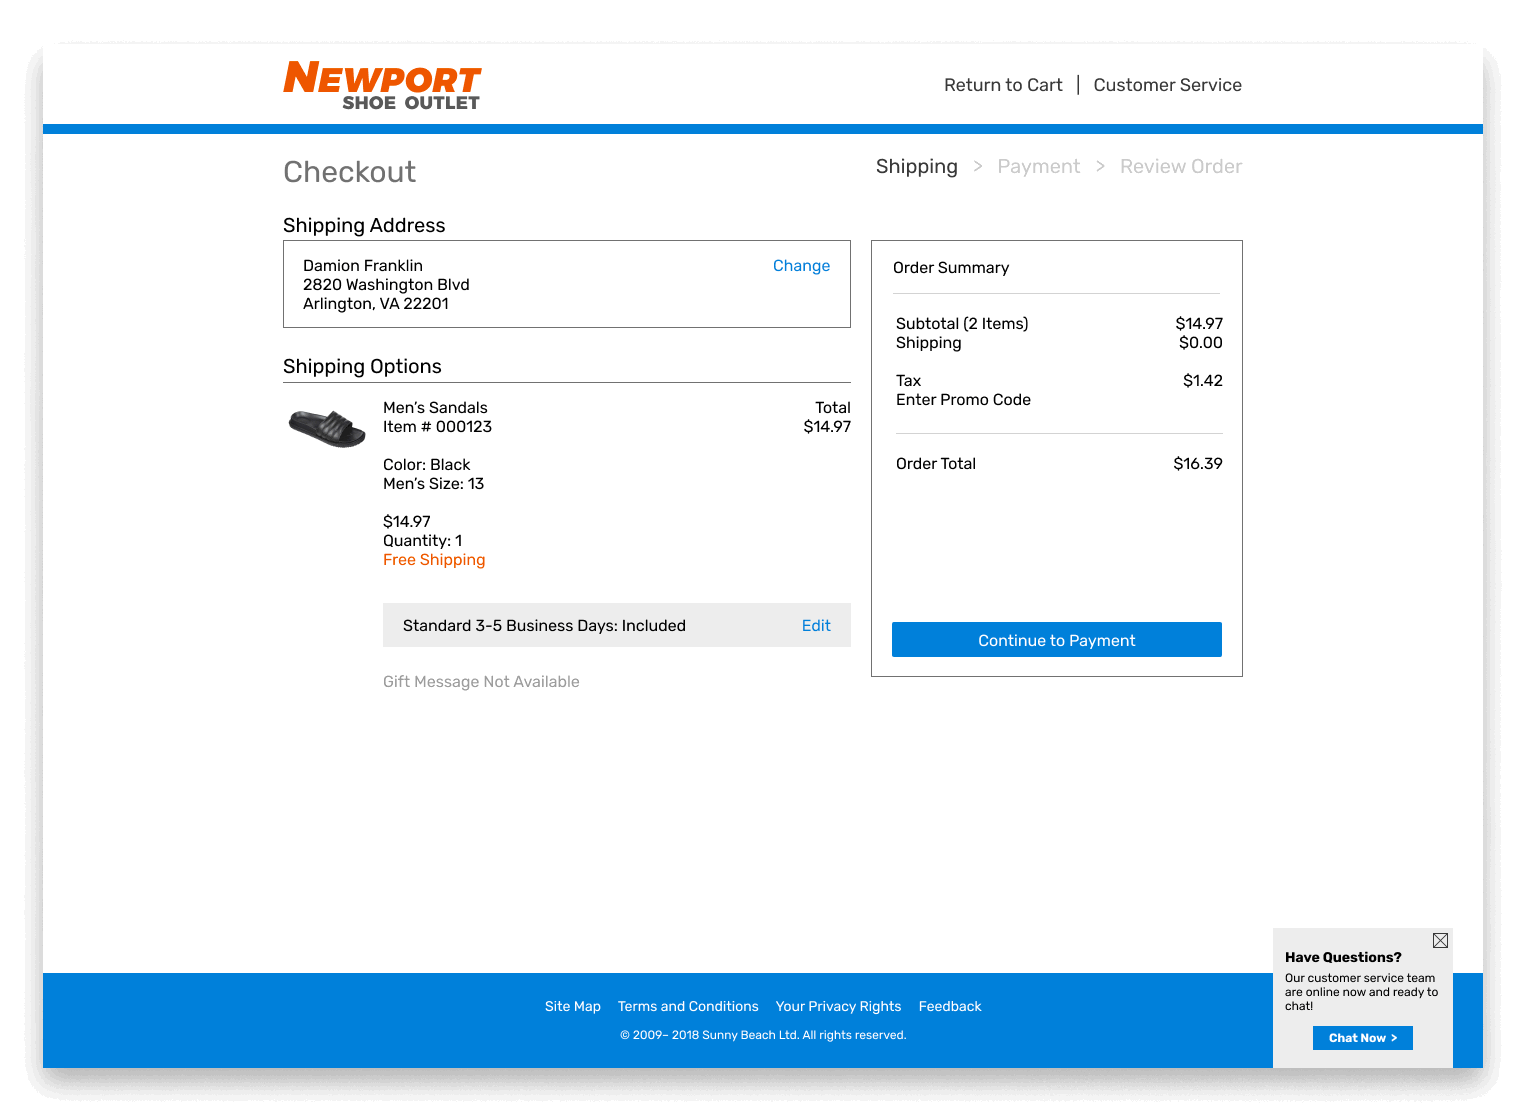 NEWPORT
SHOE OUTLET
Return to Cart | Customer Service
Checkout
Shipping > Payment > Review Order
Shipping Address
Damion Franklin
Change
2820 Washington Blvd
Arlington, VA 22201
Shipping Options
Men’s Sandals
Item # 000123
Total
$14.97
Color: Black
Men’s Size: 13
$14.97
Quantity: 1
Free Shipping
Standard 3-5 Business Days: Included
Edit
Gift Message Not Available
Order Summary
Subtotal (2 Items) $14.97
Shipping $0.00
Tax $1.42
Enter Promo Code
Order Total $16.39
Continue to Payment
Have Questions?
Our customer service team
are online now and ready to
chat!
Chat Now >
Site Map Terms and Conditions Your Privacy Rights Feedback
© 2009– 2018 Sunny Beach Ltd. All rights reserved.